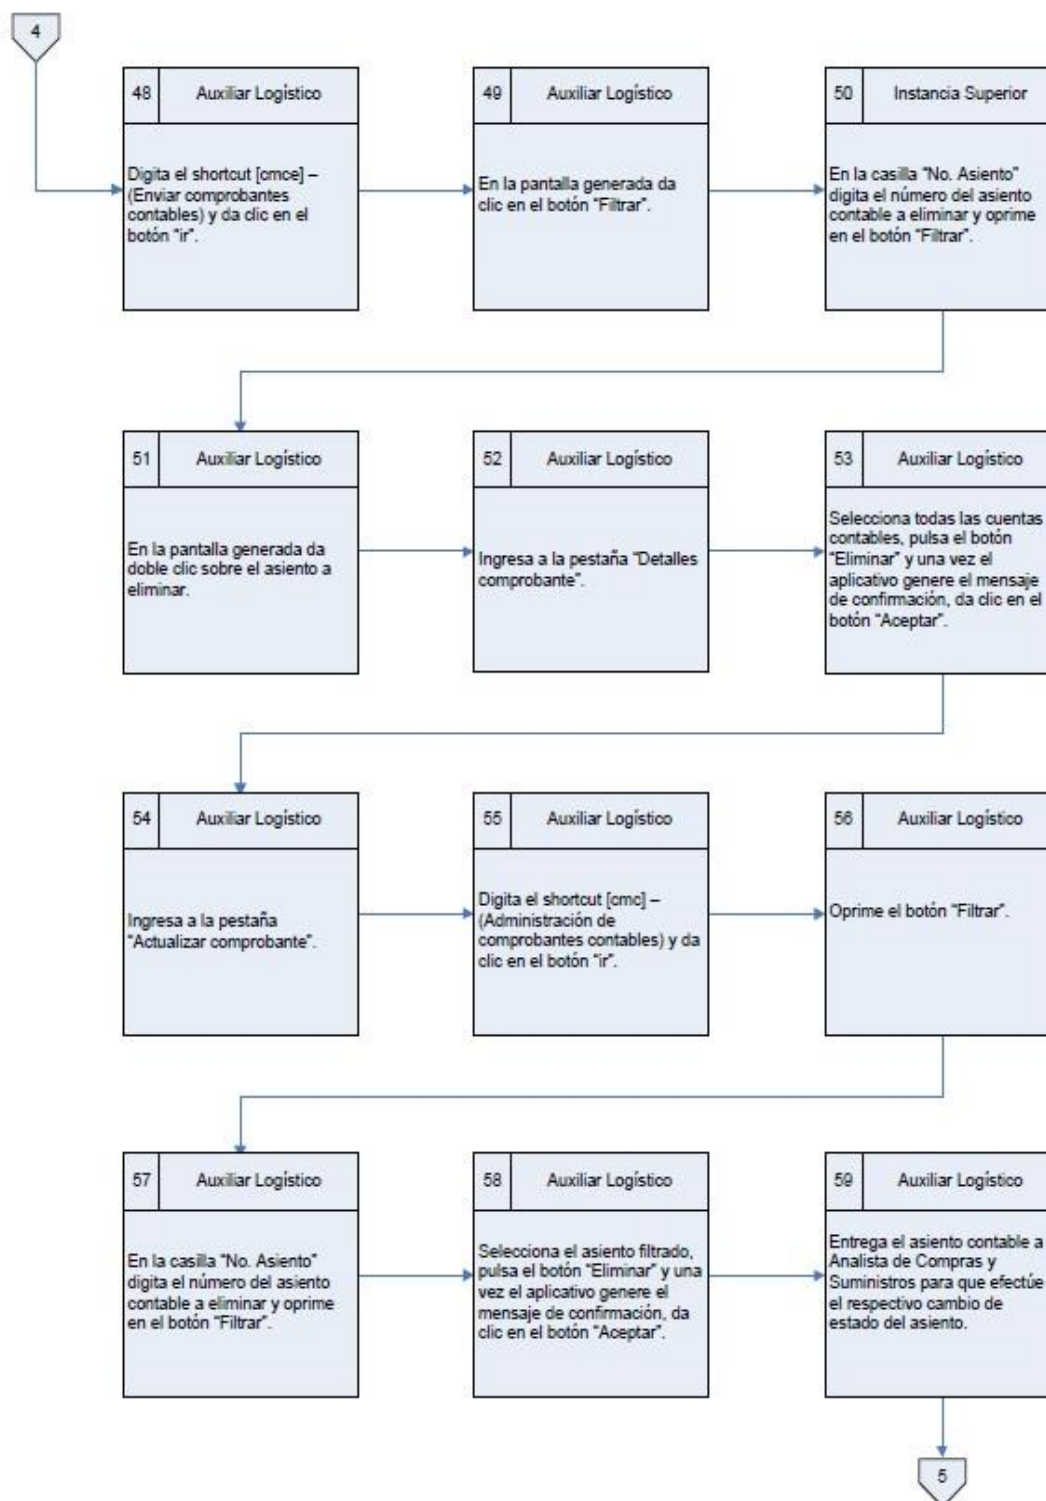 4
48 Auxiliar Logístico
Digita el shortcut [cmce] –
(Enviar comprobantes
contables) y da clic en el
botón “ir”.
49 Auxiliar Logístico
En la pantalla generada da
clic en el botón “Filtrar”.
50 Instancia Superior
En la casilla “No. Asiento”
digita el número del asiento
contable a eliminar y oprime
en el botón “Filtrar”.
51 Auxiliar Logístico
En la pantalla generada da
doble clic sobre el asiento a
eliminar.
52 Auxiliar Logístico
Ingresa a la pestaña “Detalles
comprobante”.
53 Auxiliar Logístico
Selecciona todas las cuentas
contables, pulsa el botón
“Eliminar” y una vez el
aplicativo genere el mensaje
de confirmación, da clic en el
botón “Aceptar”.
54 Auxiliar Logístico
Ingresa a la pestaña
“Actualizar comprobante”.
55 Auxiliar Logístico
Digita el shortcut [cmc] –
(Administración de
comprobantes contables) y da
clic en el botón “ir”.
56 Auxiliar Logístico
Oprime el botón “Filtrar”.
57 Auxiliar Logístico
En la casilla “No. Asiento”
digita el número del asiento
contable a eliminar y oprime
en el botón “Filtrar”.
58 Auxiliar Logístico
Selecciona el asiento filtrado,
pulsa el botón “Eliminar” y una
vez el aplicativo genere el
mensaje de confirmación, da
clic en el botón “Aceptar”.
59 Auxiliar Logístico
Entrega el asiento contable a
Analista de Compras y
Suministros para que efectúe
el respectivo cambio de
estado del asiento.
5